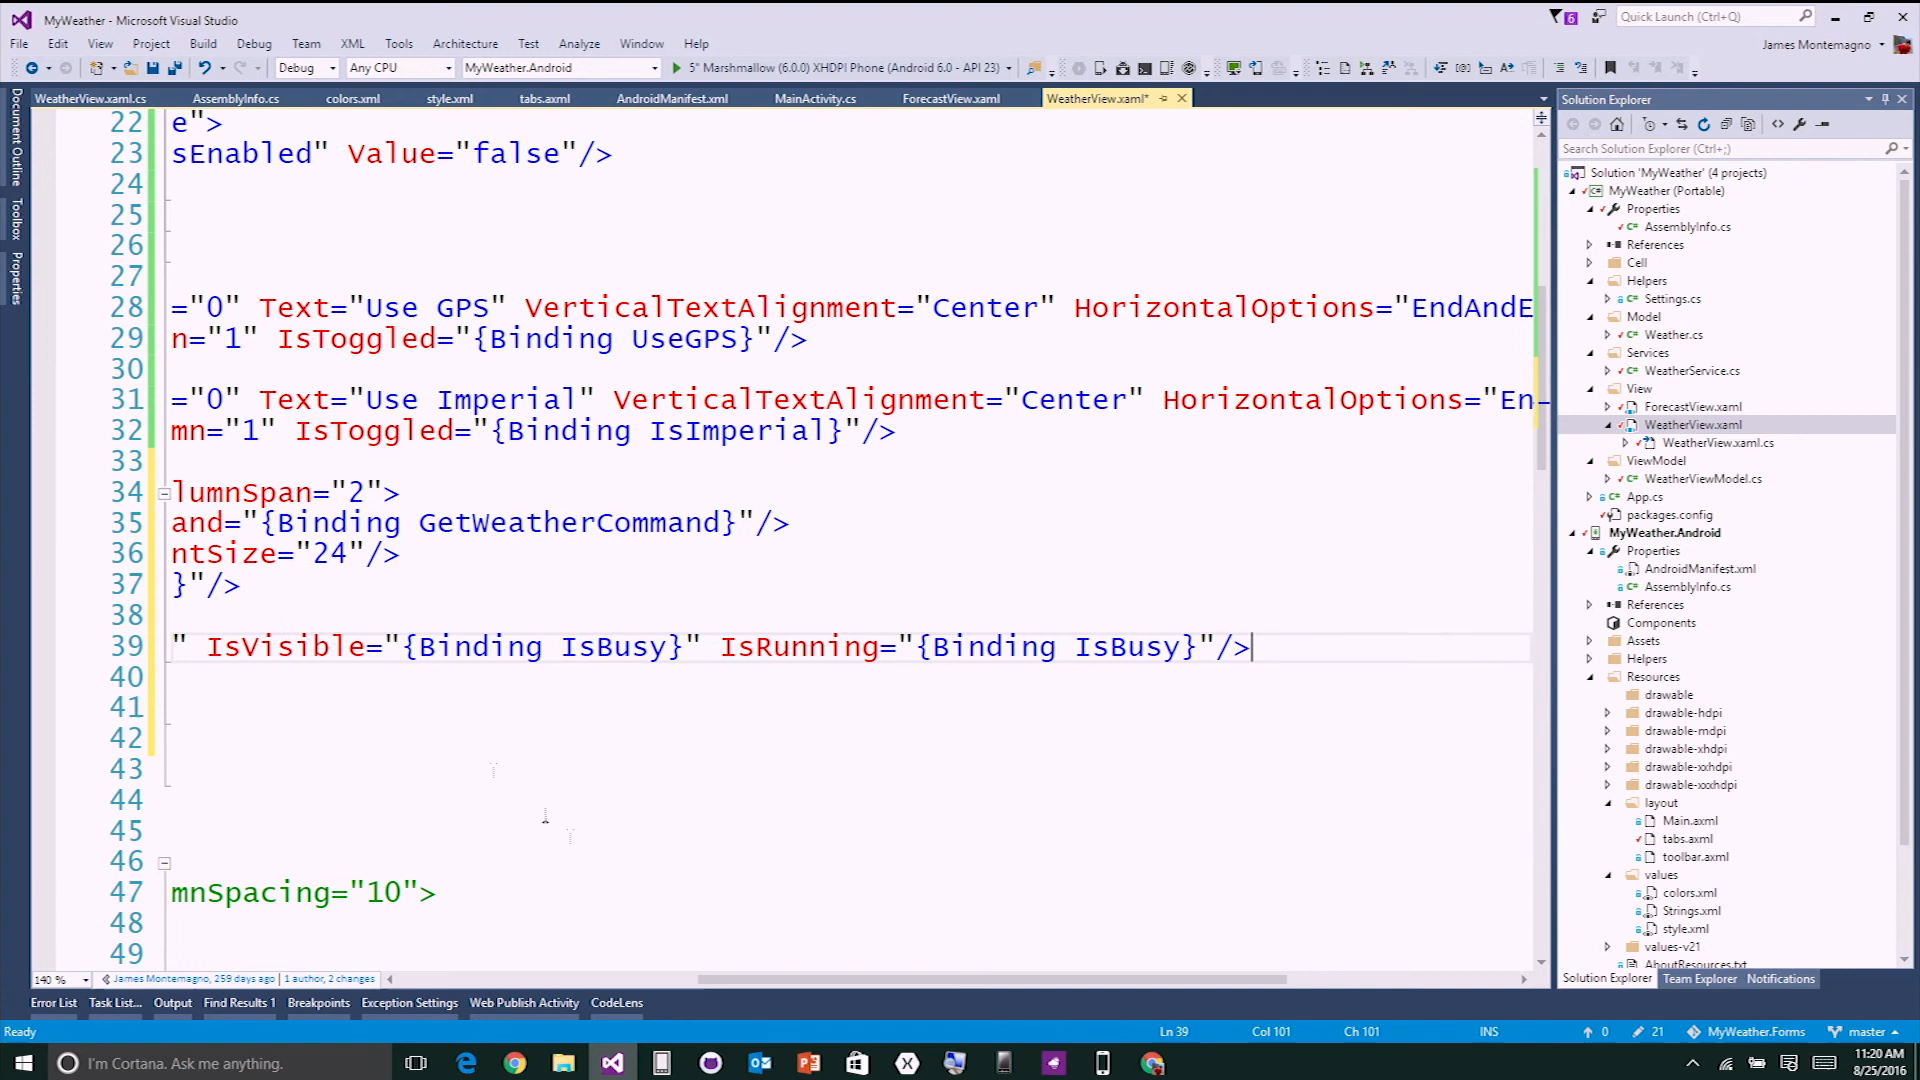 MyWeather - Microsoft Visual Studio
6
Quick Launch (Ctrl+Q)
File Edit View Project Build Debug Team XML Tools Architecture Test Analyze Window Help
James Montemagno
Debug Any CPU MyWeather.Android 5" Marshmallow (6.0.0) XHDPI Phone (Android 6.0 - API 23)
WeatherView.xaml.cs AssemblyInfo.cs colors.xml style.xml tabs.axml AndroidManifest.xml MainActivity.cs ForecastView.xaml WeatherView.xaml*
Document Outline
Toolbox
Properties
22 e">
23 sEnabled" Value="false"/>
24
25
26
27
28 ="0" Text="Use GPS" VerticalTextAlignment="Center" HorizontalOptions="EndAndE
29 n="1" IsToggled="{Binding UseGPS}"/>
30
31 ="0" Text="Use Imperial" VerticalTextAlignment="Center" HorizontalOptions="En
32 mn="1" IsToggled="{Binding IsImperial}"/>
33
34 lumnSpan="2">
35 and="{Binding GetWeatherCommand}"/>
36 ntSize="24"/>
37 }"/>
38
39 " IsVisible="{Binding IsBusy}" IsRunning="{Binding IsBusy}"/>
40
41
42
43
44
45
46
47 mnSpacing="10">
48
49
140 % James Montemagno, 259 days ago | 1 author, 2 changes
Solution Explorer
Search Solution Explorer (Ctrl+;)
Solution 'MyWeather' (4 projects)
MyWeather (Portable)
Properties
AssemblyInfo.cs
References
Cell
Helpers
Settings.cs
Model
Weather.cs
Services
WeatherService.cs
View
ForecastView.xaml
WeatherView.xaml
WeatherView.xaml.cs
ViewModel
WeatherViewModel.cs
App.cs
packages.config
MyWeather.Android
Properties
AndroidManifest.xml
AssemblyInfo.cs
References
Components
Assets
Helpers
Resources
drawable
drawable-hdpi
drawable-mdpi
drawable-xhdpi
drawable-xxhdpi
drawable-xxxhdpi
layout
Main.axml
tabs.axml
toolbar.axml
values
colors.xml
Strings.xml
style.xml
values-v21
AboutResources.txt
Solution Explorer Team Explorer Notifications
Error List Task List... Output Find Results 1 Breakpoints Exception Settings Web Publish Activity CodeLens
Ready Ln 39 Col 101 Ch 101 INS 0 21 MyWeather.Forms master
I'm Cortana. Ask me anything.
11:20 AM
8/25/2016